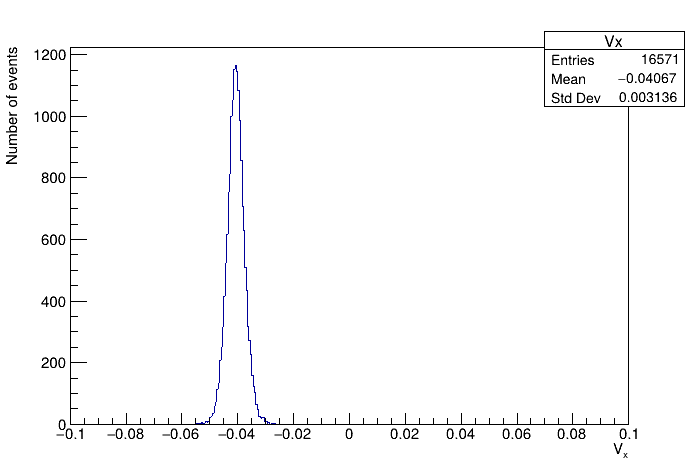 Vx
Entries 16571
Mean −0.04067
Std Dev 0.003136
Number of events
1200
1000
800
600
400
200
0
−0.1 −0.08 −0.06 −0.04 −0.02 0 0.02 0.04 0.06 0.08 0.1
Vx